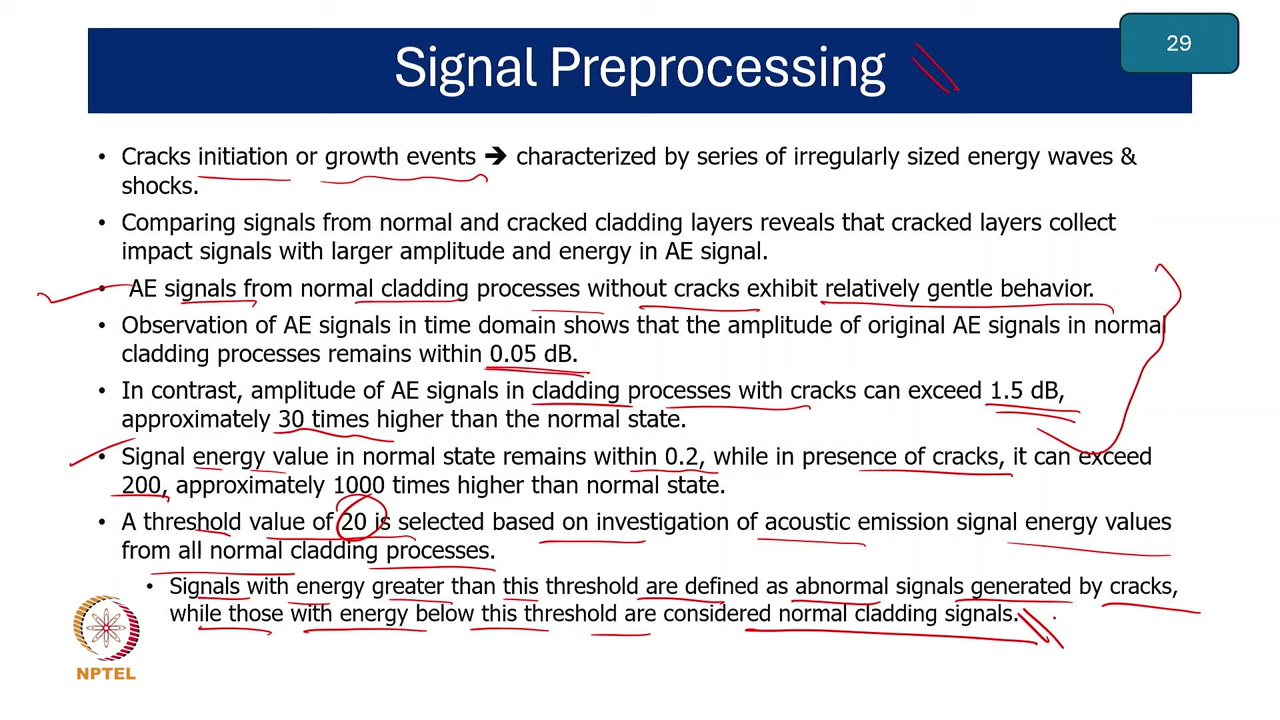 29
Signal Preprocessing
• Cracks initiation or growth events ➔ characterized by series of irregularly sized energy waves &
shocks.
• Comparing signals from normal and cracked cladding layers reveals that cracked layers collect
impact signals with larger amplitude and energy in AE signal.
• AE signals from normal cladding processes without cracks exhibit relatively gentle behavior.
• Observation of AE signals in time domain shows that the amplitude of original AE signals in normal
cladding processes remains within 0.05 dB.
• In contrast, amplitude of AE signals in cladding processes with cracks can exceed 1.5 dB,
approximately 30 times higher than the normal state.
• Signal energy value in normal state remains within 0.2, while in presence of cracks, it can exceed
200, approximately 1000 times higher than normal state.
• A threshold value of 20 is selected based on investigation of acoustic emission signal energy values
from all normal cladding processes.
• Signals with energy greater than this threshold are defined as abnormal signals generated by cracks,
while those with energy below this threshold are considered normal cladding signals.
NPTEL